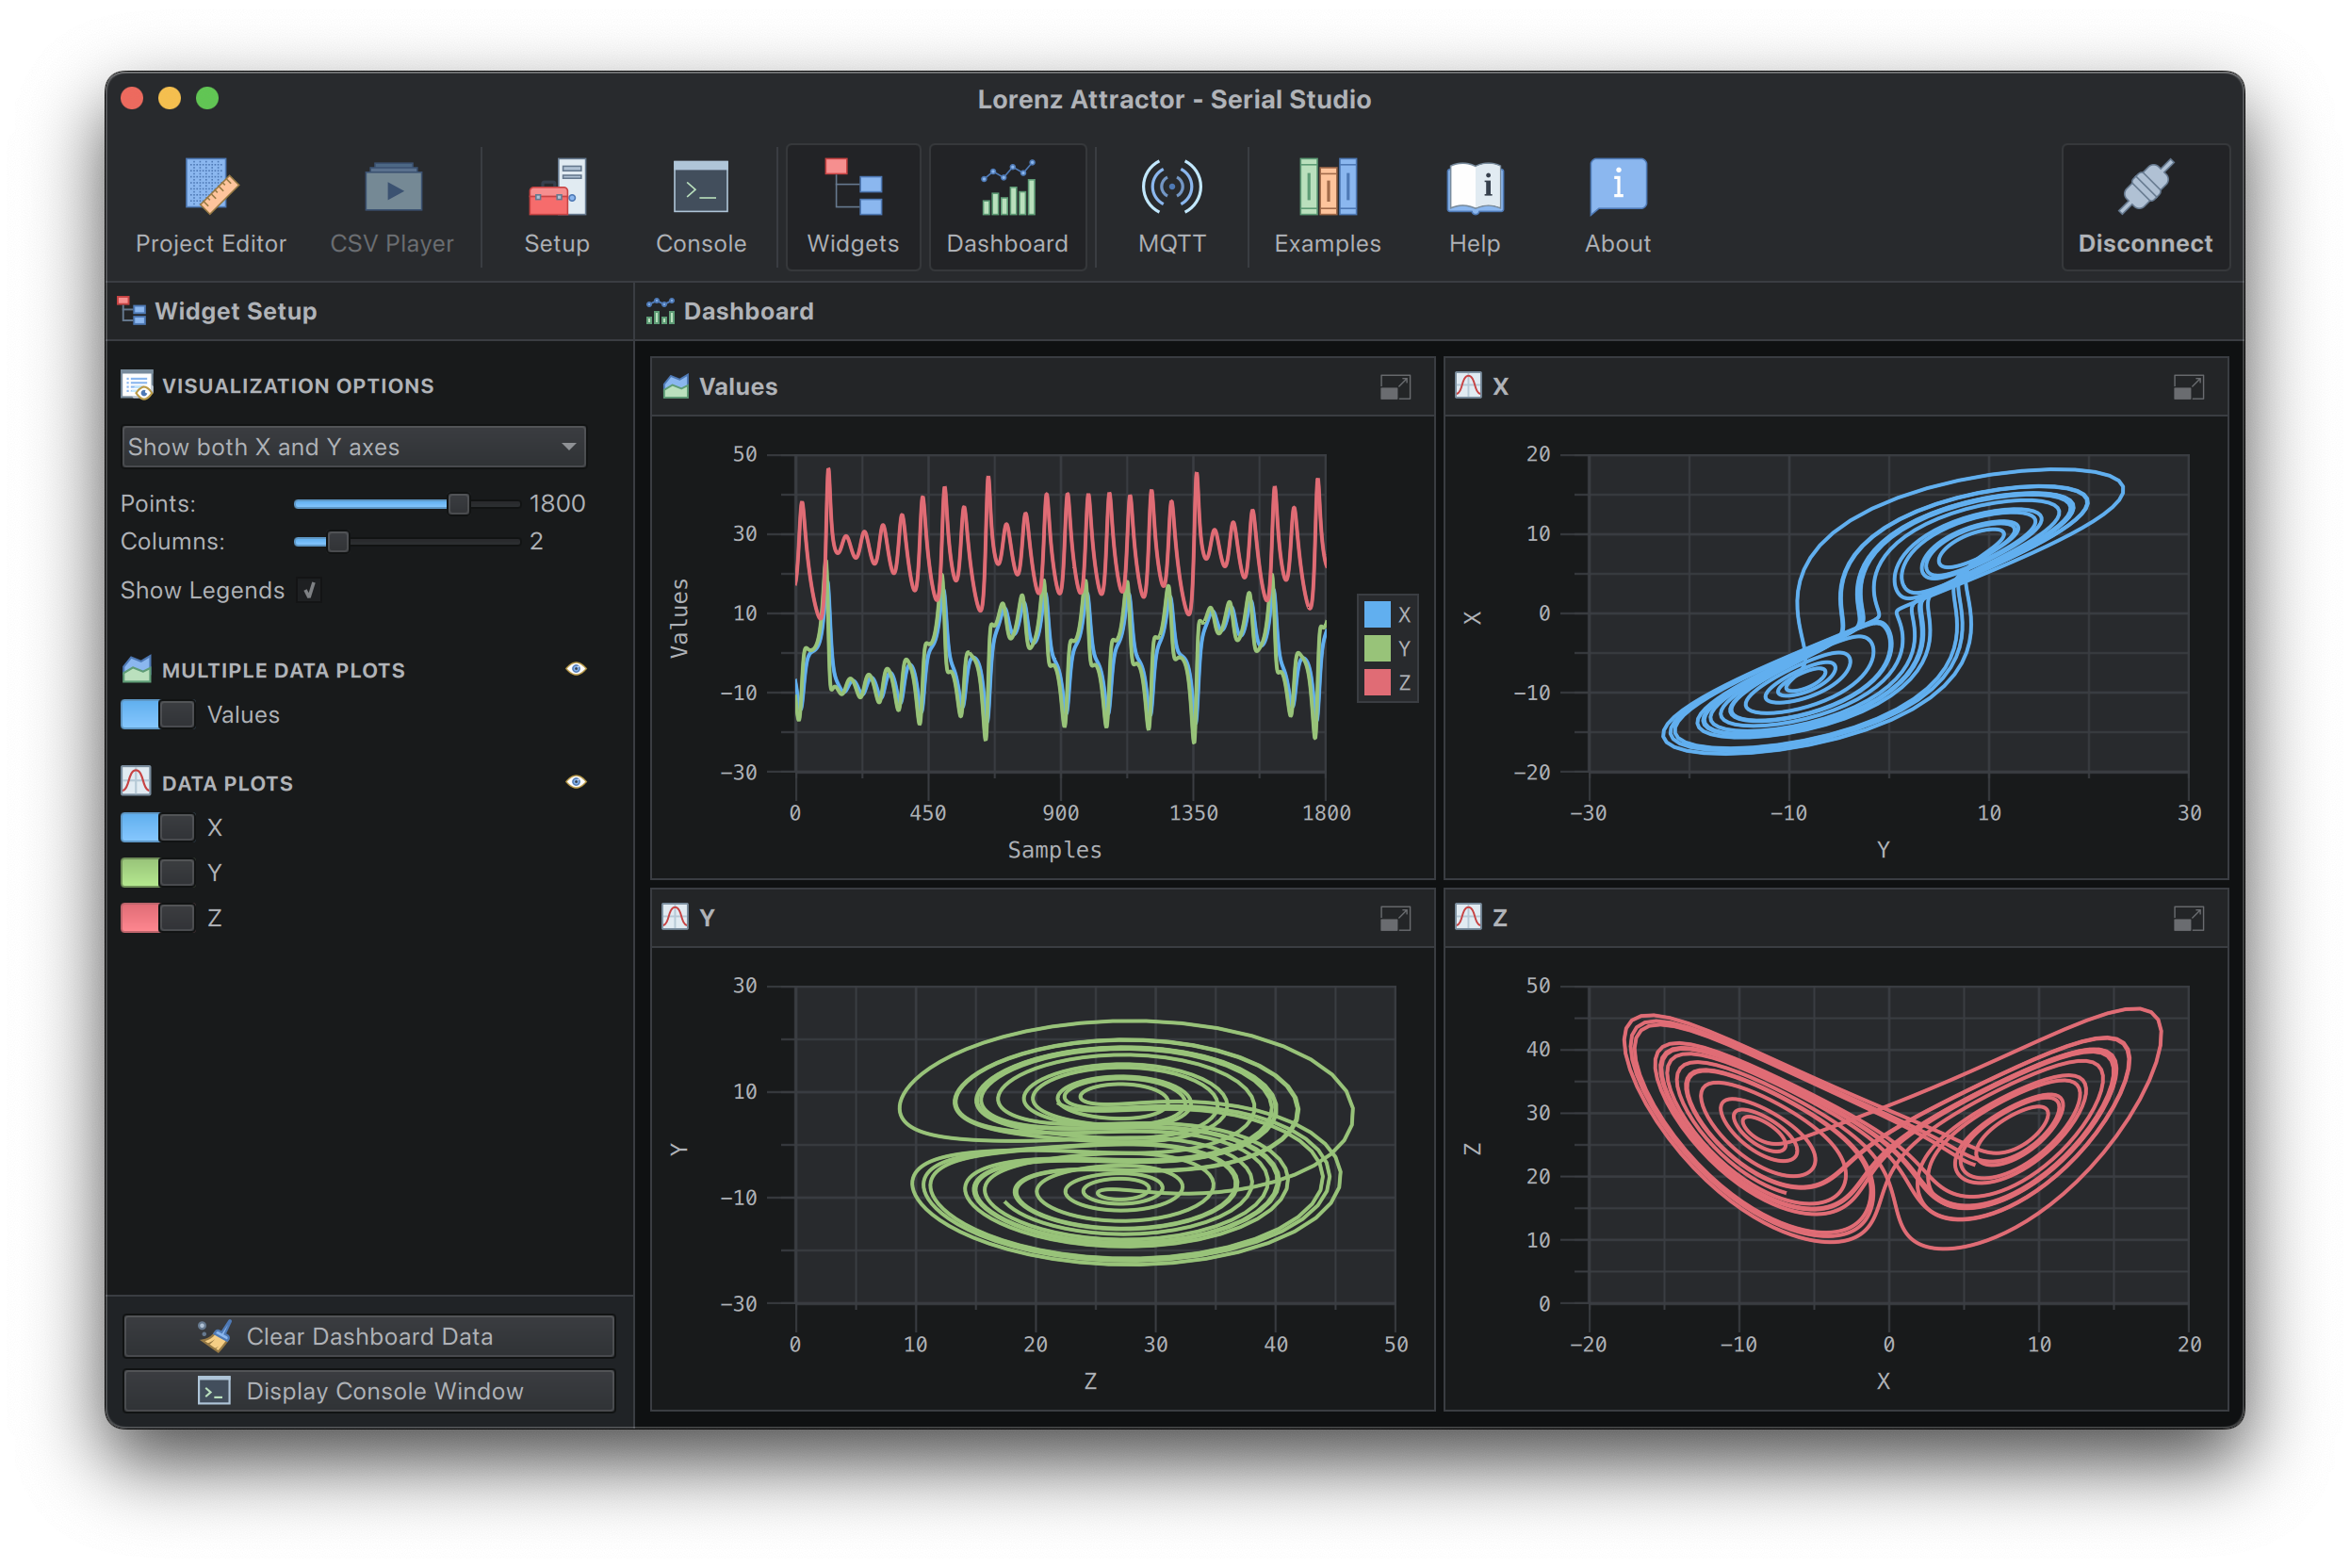 Lorenz Attractor - Serial Studio
Project Editor
CSV Player
Setup
Console
Widgets
Dashboard
MQTT
Examples
Help
About
Disconnect
Widget Setup
VISUALIZATION OPTIONS
Show both X and Y axes
Points: 1800
Columns: 2
Show Legends √
MULTIPLE DATA PLOTS
Values
DATA PLOTS
X
Y
Z
Clear Dashboard Data
Display Console Window
Dashboard
Values
50
30
10
−10
−30
Values
0 450 900 1350 1800
Samples
X
Y
Z
X
20
10
0
−10
−20
X
−30 −10 10 30
Y
Y
30
10
−10
−30
Y
0 10 20 30 40 50
Z
Z
50
40
30
20
10
0
Z
−20 −10 0 10 20
X